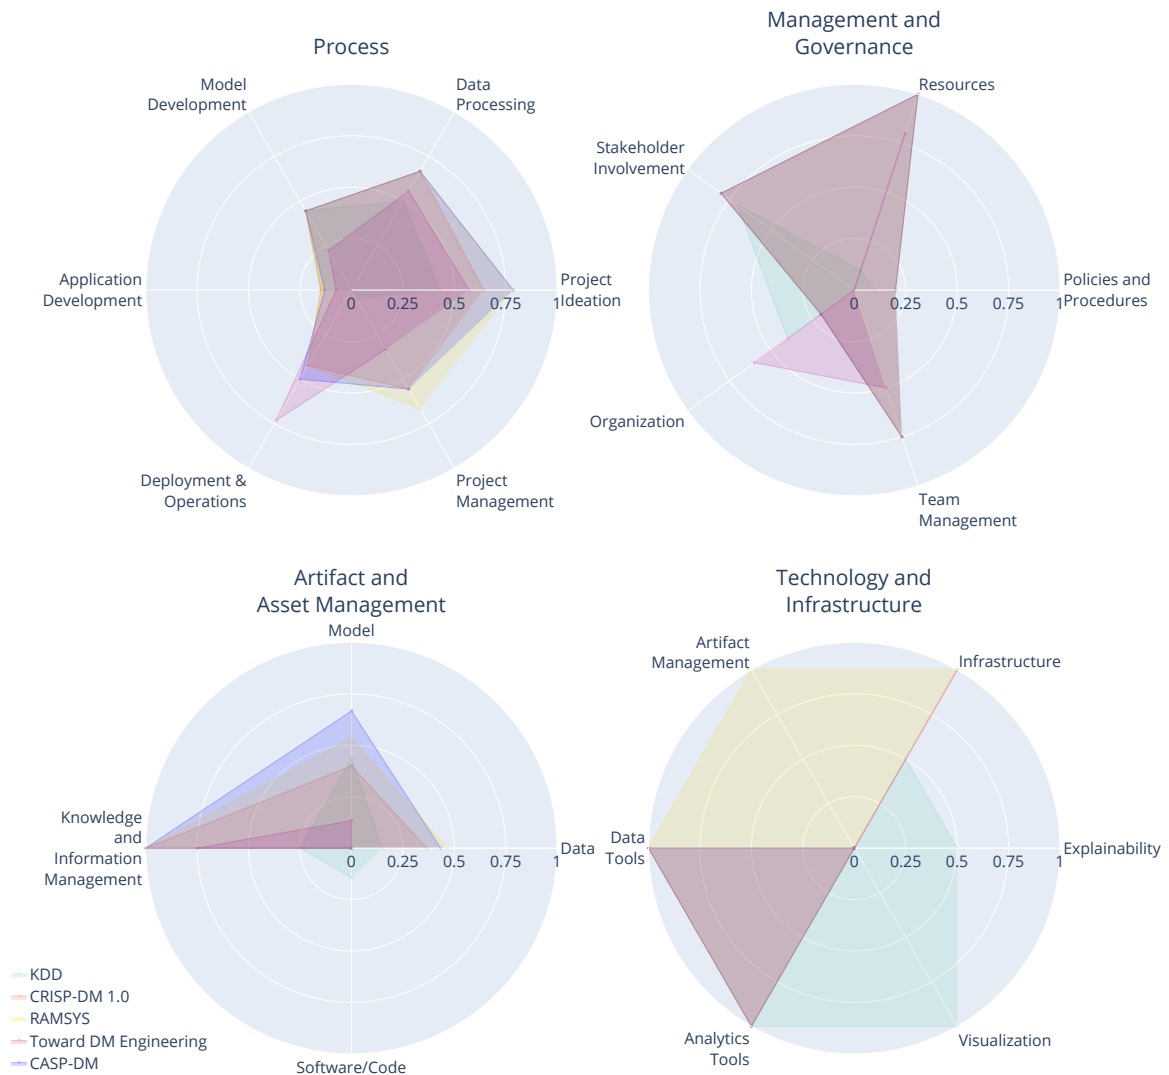 Process
Model
Development
Data
Processing
Application
Development
Project
Ideation
0
0.25
0.5
0.75
1
Deployment &
Operations
Project
Management
Management and
Governance
Resources
Stakeholder
Involvement
Policies and
Procedures
0
0.25
0.5
0.75
1
Organization
Team
Management
Artifact and
Asset Management
Model
Knowledge
and
Information
Management
Data
0
0.25
0.5
0.75
1
Software/Code
Technology and
Infrastructure
Artifact
Management
Infrastructure
Data
Tools
Explainability
0
0.25
0.5
0.75
1
Analytics
Tools
Visualization
KDD
CRISP-DM 1.0
RAMSYS
Toward DM Engineering
CASP-DM